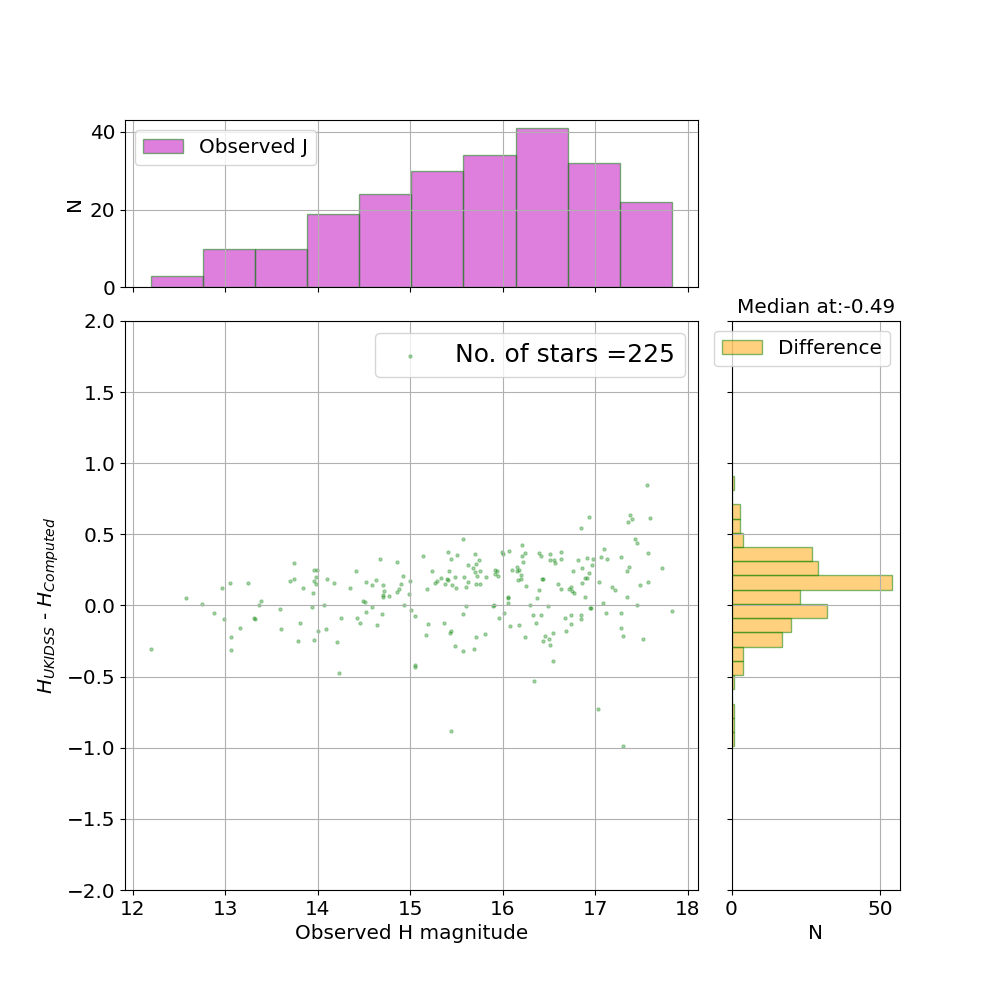 40
20
0
N
Observed J
Median at:-0.49
2.0
1.5
1.0
0.5
0.0
−0.5
−1.0
−1.5
−2.0
H_UKIDSS - H_Computed
No. of stars =225
Difference
12 13 14 15 16 17 18
Observed H magnitude
0 50
N